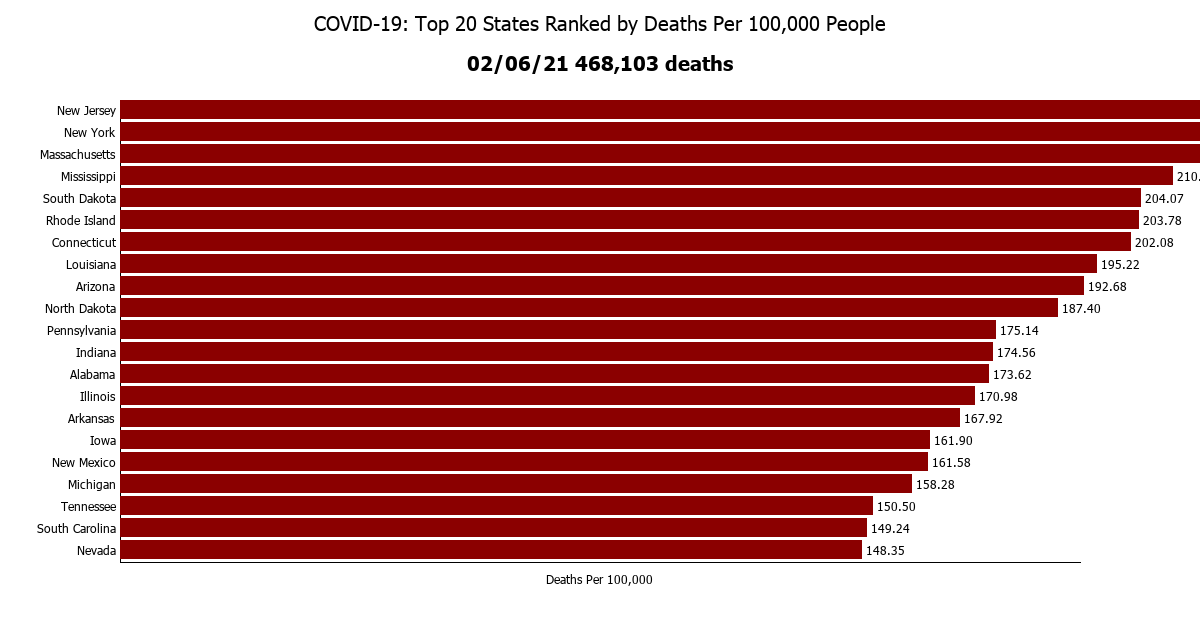 COVID-19: Top 20 States Ranked by Deaths Per 100,000 People
02/06/21 468,103 deaths
New Jersey
New York
Massachusetts
Mississippi 210.
South Dakota 204.07
Rhode Island 203.78
Connecticut 202.08
Louisiana 195.22
Arizona 192.68
North Dakota 187.40
Pennsylvania 175.14
Indiana 174.56
Alabama 173.62
Illinois 170.98
Arkansas 167.92
Iowa 161.90
New Mexico 161.58
Michigan 158.28
Tennessee 150.50
South Carolina 149.24
Nevada 148.35
Deaths Per 100,000